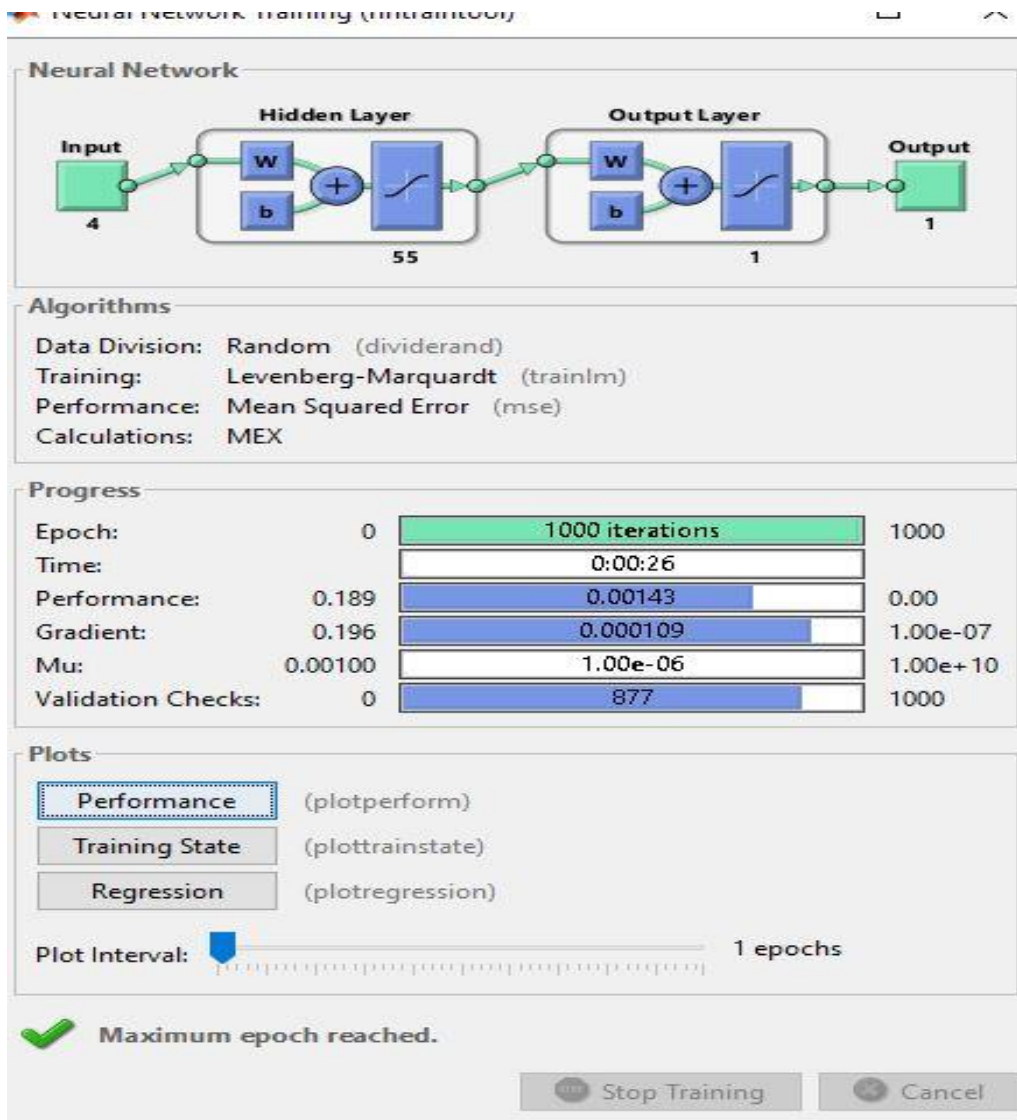 Neural Network Training (nntraintool)
Neural Network
Hidden Layer Output Layer
Input Output
W W
b b
+ +
4 1
55 1
Algorithms
Data Division: Random (dividerand)
Training: Levenberg-Marquardt (trainlm)
Performance: Mean Squared Error (mse)
Calculations: MEX
Progress
Epoch: 0 1000 iterations 1000
Time: 0:00:26
Performance: 0.189 0.00143 0.00
Gradient: 0.196 0.000109 1.00e-07
Mu: 0.00100 1.00e-06 1.00e+10
Validation Checks: 0 877 1000
Plots
Performance (plotperform)
Training State (plottrainstate)
Regression (plotregression)
Plot Interval: 1 epochs
Maximum epoch reached.
Stop Training Cancel